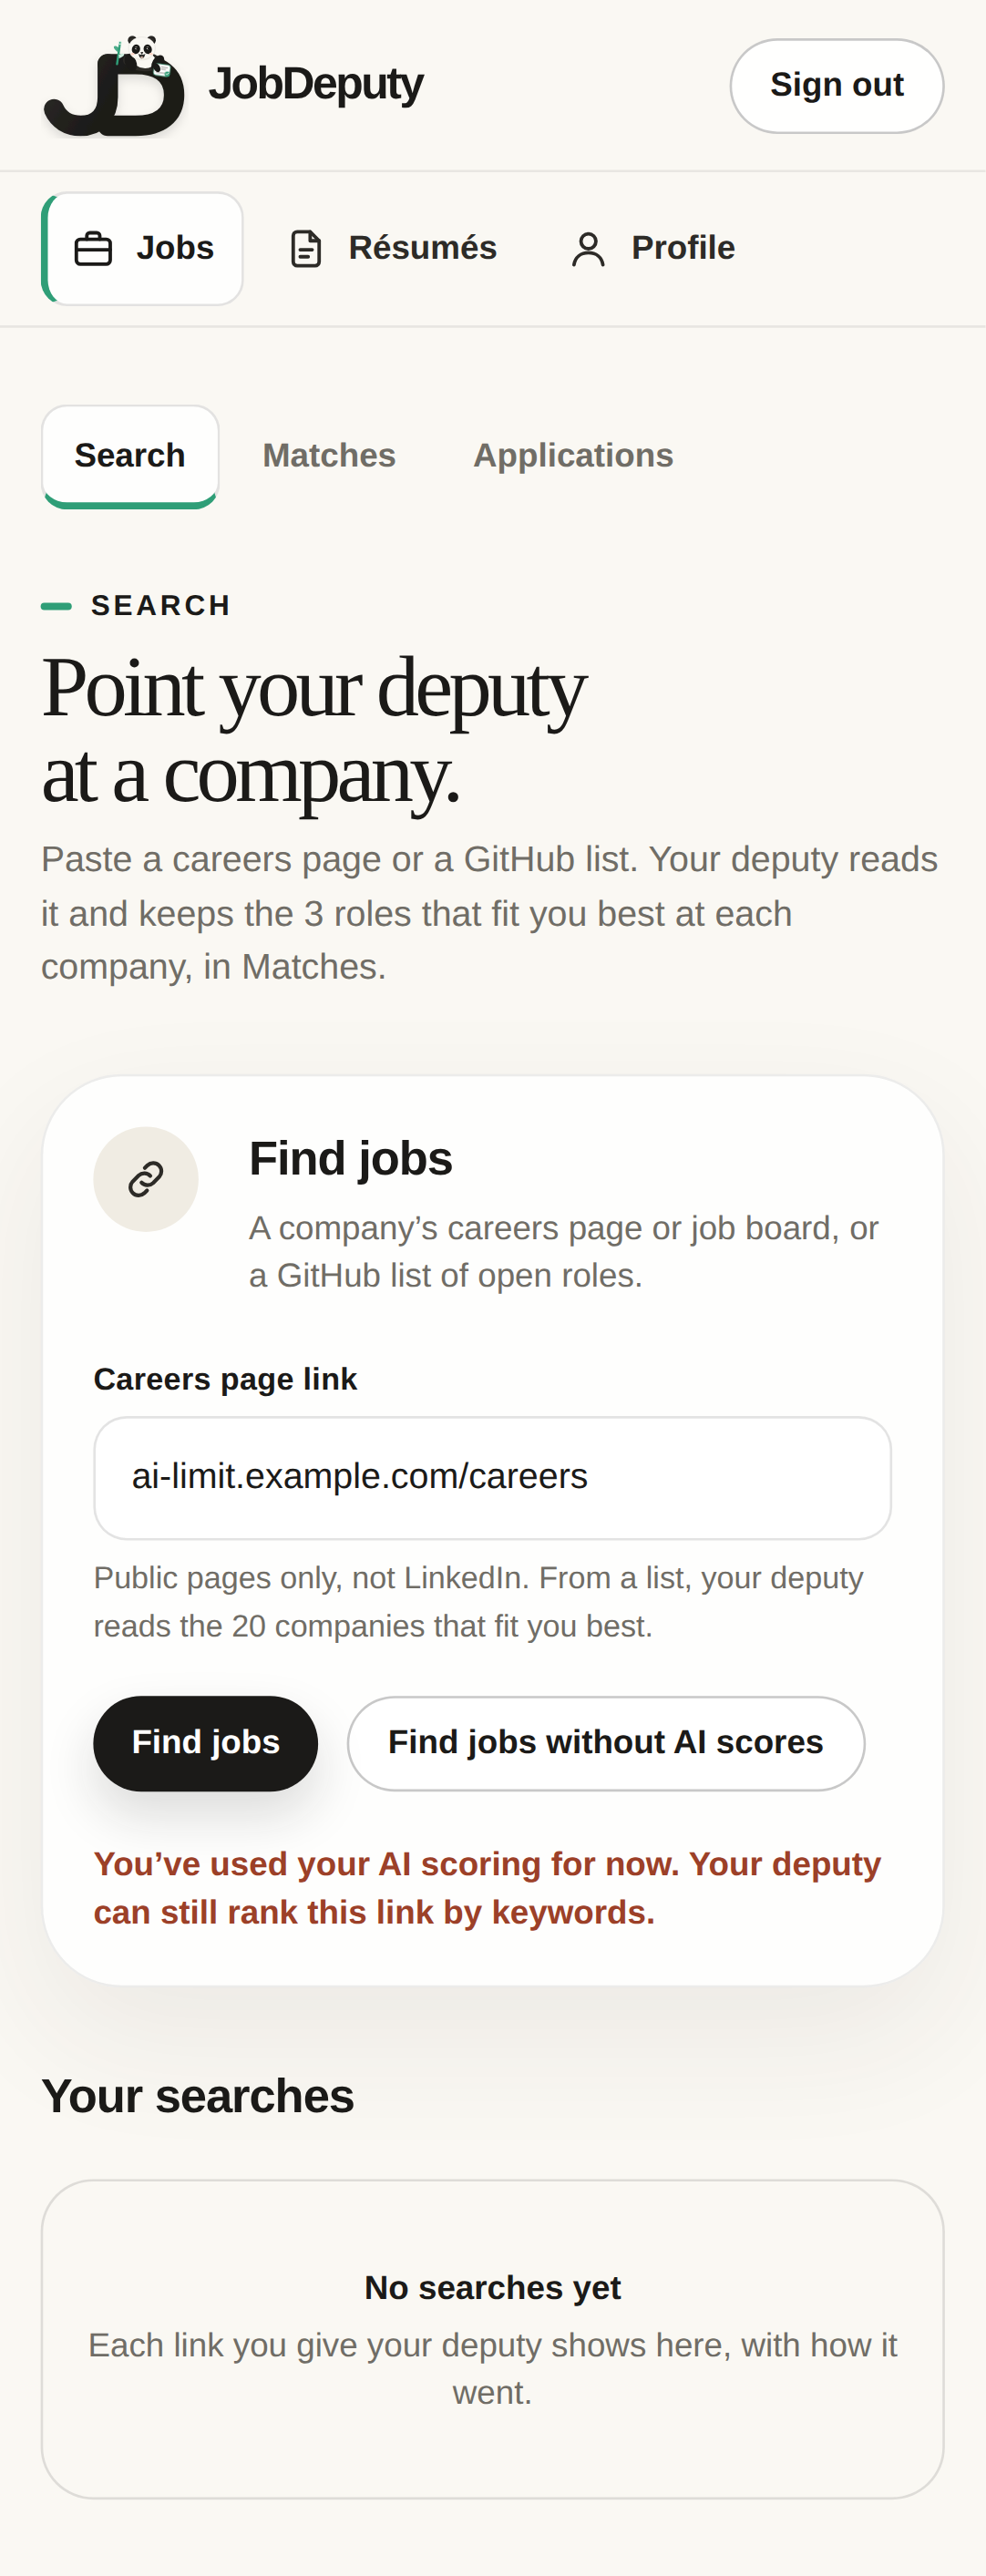 JobDeputy
Sign out
Jobs
Résumés
Profile
Search
Matches
Applications
SEARCH
Point your deputy
at a company.
Paste a careers page or a GitHub list. Your deputy reads
it and keeps the 3 roles that fit you best at each
company, in Matches.
Find jobs
A company’s careers page or job board, or
a GitHub list of open roles.
Careers page link
ai-limit.example.com/careers
Public pages only, not LinkedIn. From a list, your deputy
reads the 20 companies that fit you best.
Find jobs
Find jobs without AI scores
You’ve used your AI scoring for now. Your deputy
can still rank this link by keywords.
Your searches
No searches yet
Each link you give your deputy shows here, with how it
went.